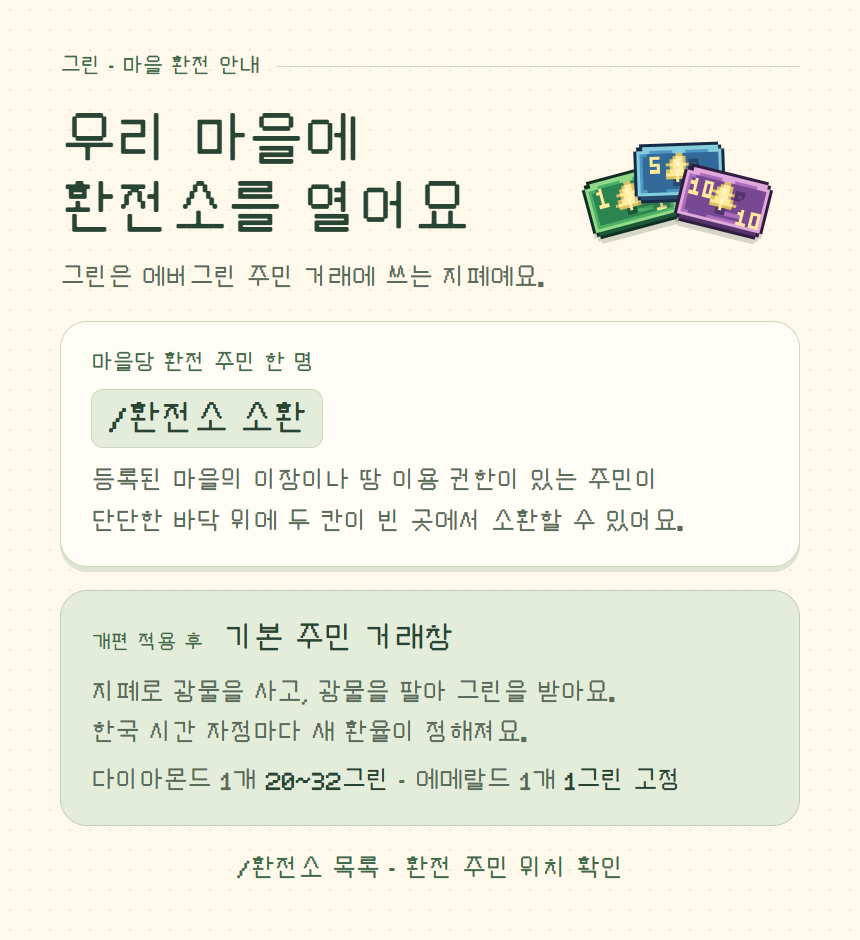 그린 - 마을 환전 안내
우리 마을에
환전소를 열어요
1 5 10 10
그린은 에버그린 주민 거래에 쓰는 지폐예요.
마을당 환전 주민 한 명
/환전소 소환
등록된 마을의 이장이나 땅 이용 권한이 있는 주민이
단단한 바닥 위에 두 칸이 빈 곳에서 소환할 수 있어요.
개편 적용 후 기본 주민 거래창
지폐로 광물을 사고, 광물을 팔아 그린을 받아요.
한국 시간 자정마다 새 환율이 정해져요.
다이아몬드 1개 20~32그린 - 에메랄드 1개 1그린 고정
/환전소 목록 - 환전 주민 위치 확인